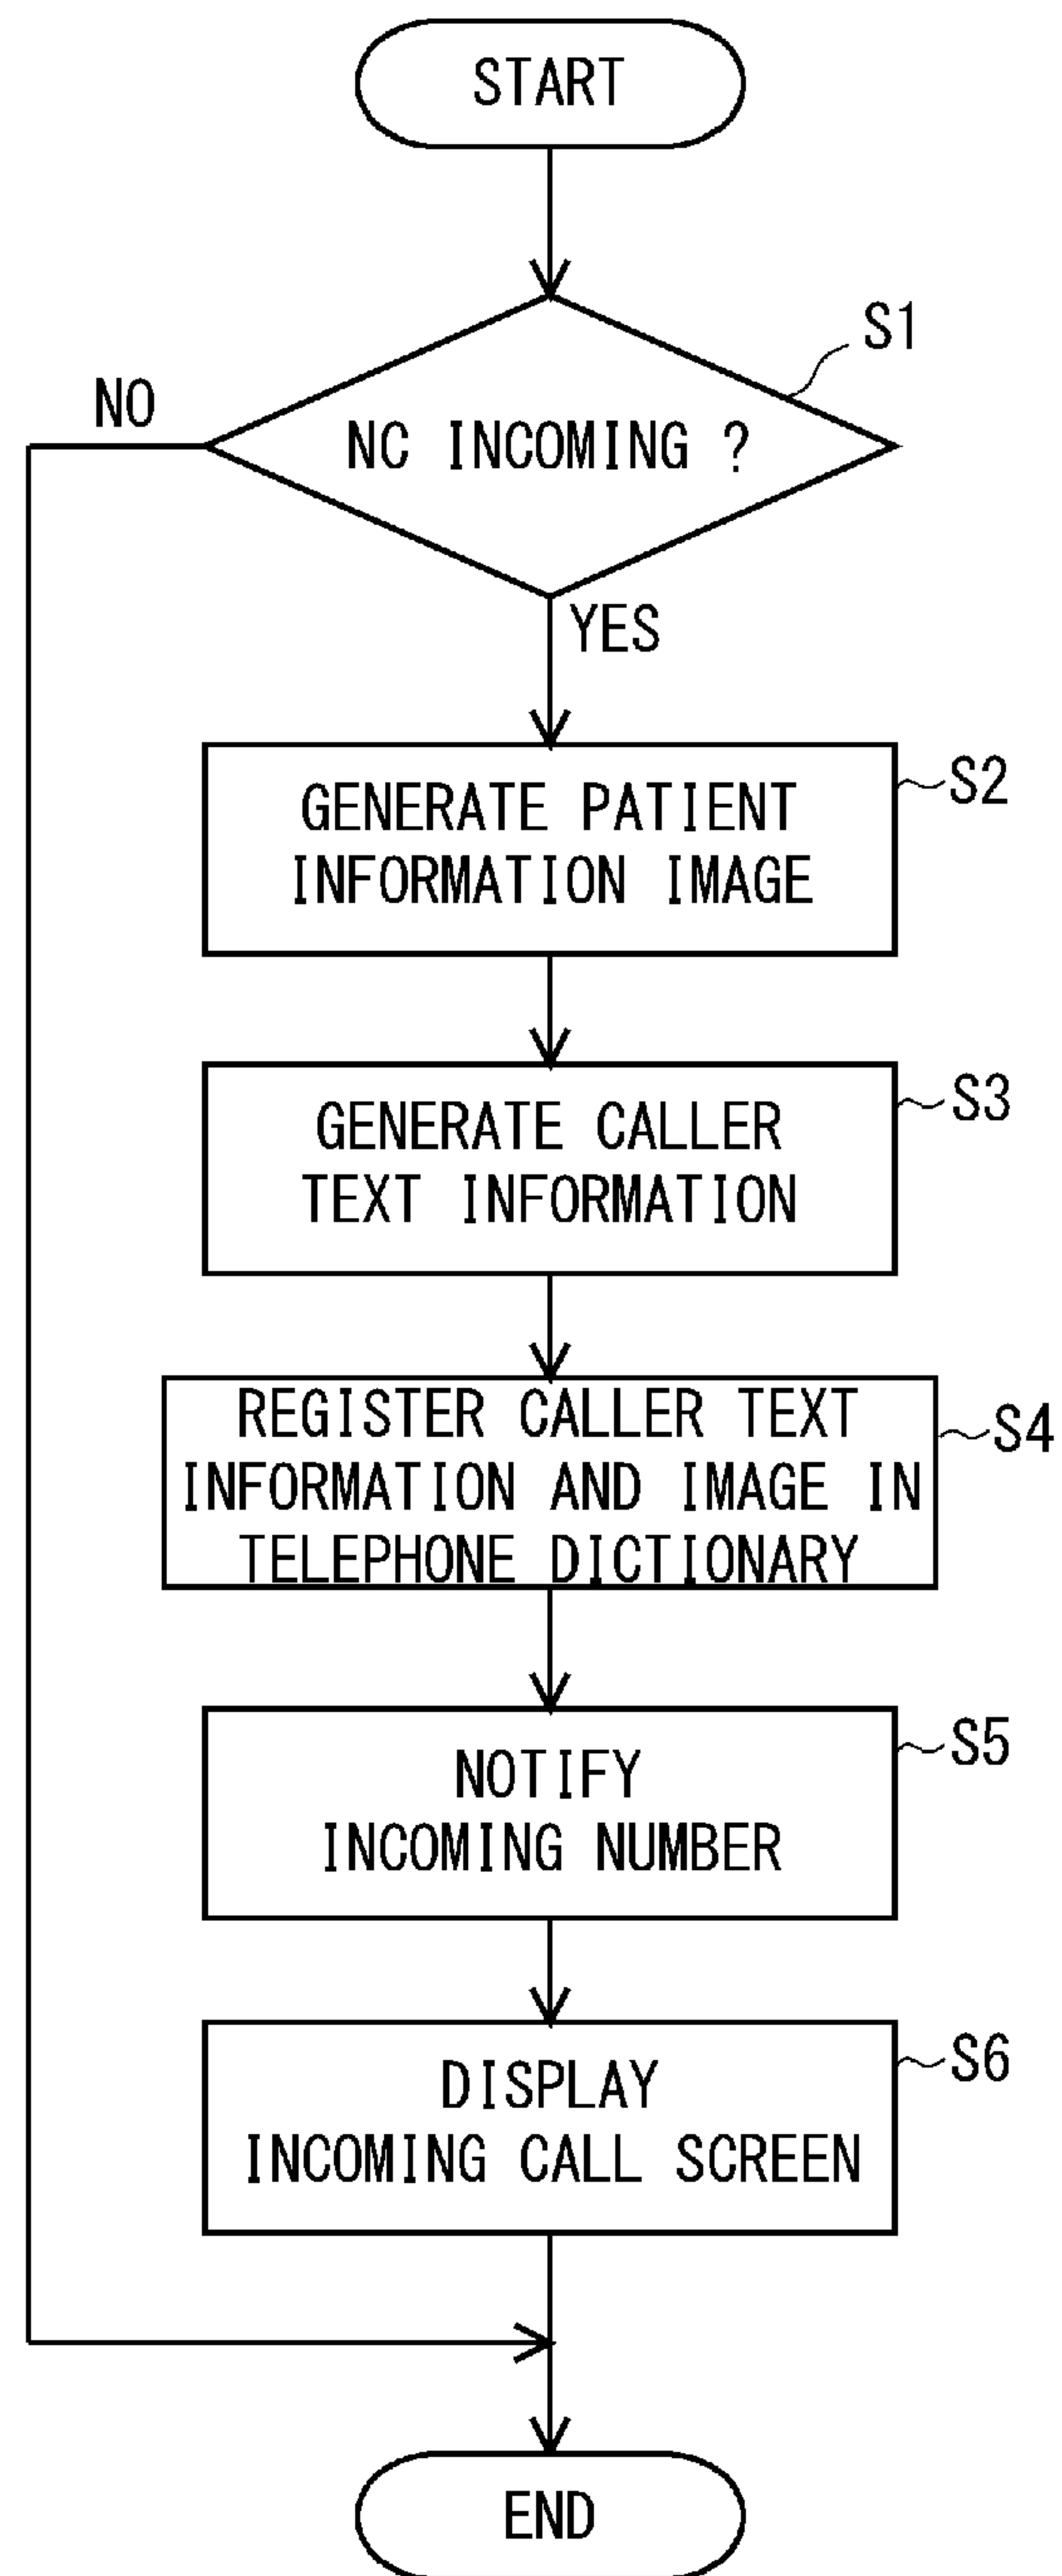 START
S1
NO
NC INCOMING ?
YES
S2
GENERATE PATIENT
INFORMATION IMAGE
S3
GENERATE CALLER
TEXT INFORMATION
REGISTER CALLER TEXT
S4
INFORMATION AND IMAGE IN
TELEPHONE DICTIONARY
S5
NOTIFY
INCOMING NUMBER
S6
DISPLAY
INCOMING CALL SCREEN
END